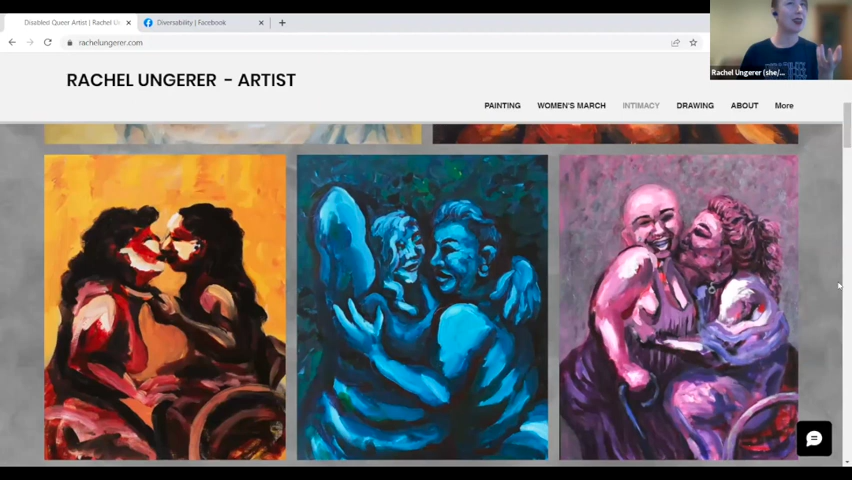 Disabled Queer Artist | Rachel Un
Diversability | Facebook
rachelungerer.com
Rachel Ungerer (she/...
RACHEL UNGERER - ARTIST
PAINTING WOMEN'S MARCH INTIMACY DRAWING ABOUT More